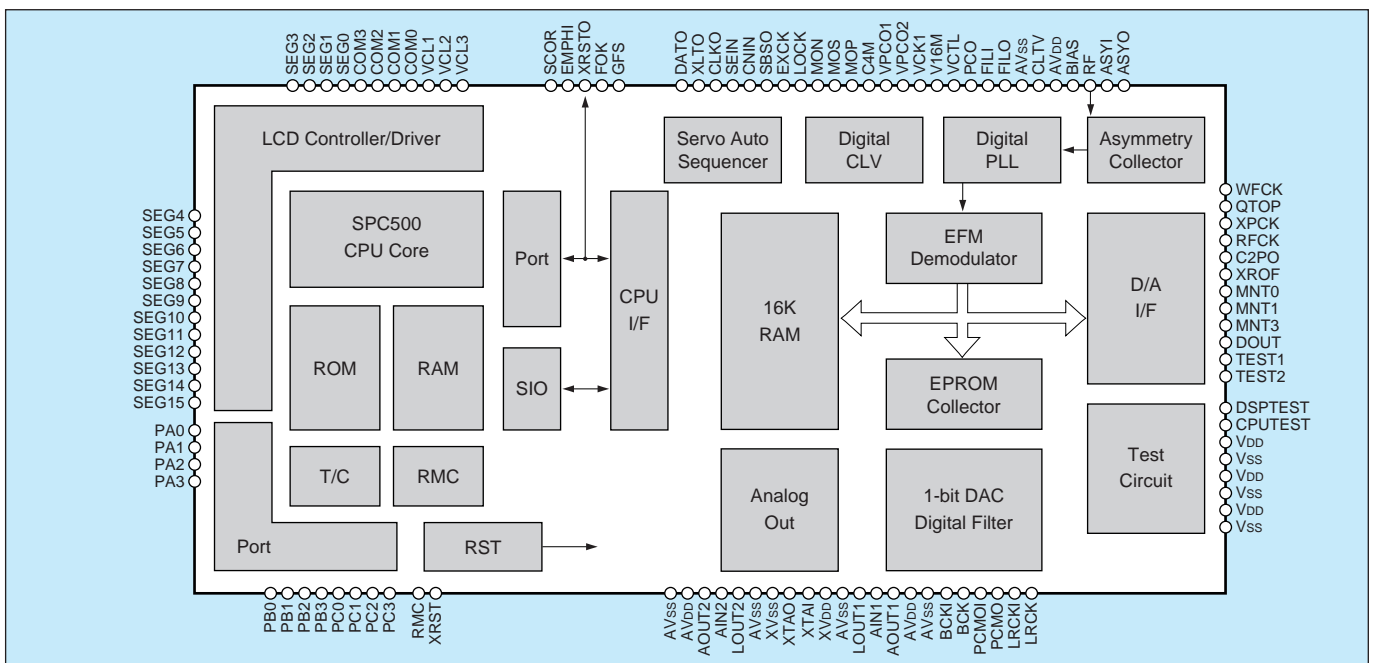 SEG3
SEG2
SEG1
SEG0
COM3
COM2
COM1
COM0
VCL1
VCL2
VCL3
SCOR
EMPHI
XRSTO
FOK
GFS
DATO
XLTO
CLKO
SEIN
CNIN
SBSO
EXCK
LOCK
MON
MOS
MOP
C4M
VPCO1
VPCO2
VCK1
V16M
VCTL
PCO
FILI
FILO
AVSS
CLTV
AVDD
BIAS
RF
ASYI
ASYO
LCD Controller/Driver
Servo Auto
Sequencer
Digital
CLV
Digital
PLL
Asymmetry
Collector
SPC500
CPU Core
Port
CPU
I/F
16K
RAM
EFM
Demodulator
D/A
I/F
ROM
RAM
SIO
EPROM
Collector
T/C
RMC
Analog
Out
1-bit DAC
Digital Filter
Test
Circuit
Port
RST
SEG4
SEG5
SEG6
SEG7
SEG8
SEG9
SEG10
SEG11
SEG12
SEG13
SEG14
SEG15
PA0
PA1
PA2
PA3
WFCK
QTOP
XPCK
RFCK
C2PO
XROF
MNT0
MNT1
MNT3
DOUT
TEST1
TEST2
DSPTEST
CPUTEST
VDD
VSS
VDD
VSS
VDD
VSS
PB0
PB1
PB2
PB3
PC0
PC1
PC2
PC3
RMC
XRST
AVSS
AVDD
AOUT2
AIN2
LOUT2
AVSS
XVSS
XTAO
XTAI
XVDD
AVSS
LOUT1
AIN1
AOUT1
AVDD
AVSS
BCKI
BCK
PCMOI
PCMO
LRCKI
LRCK